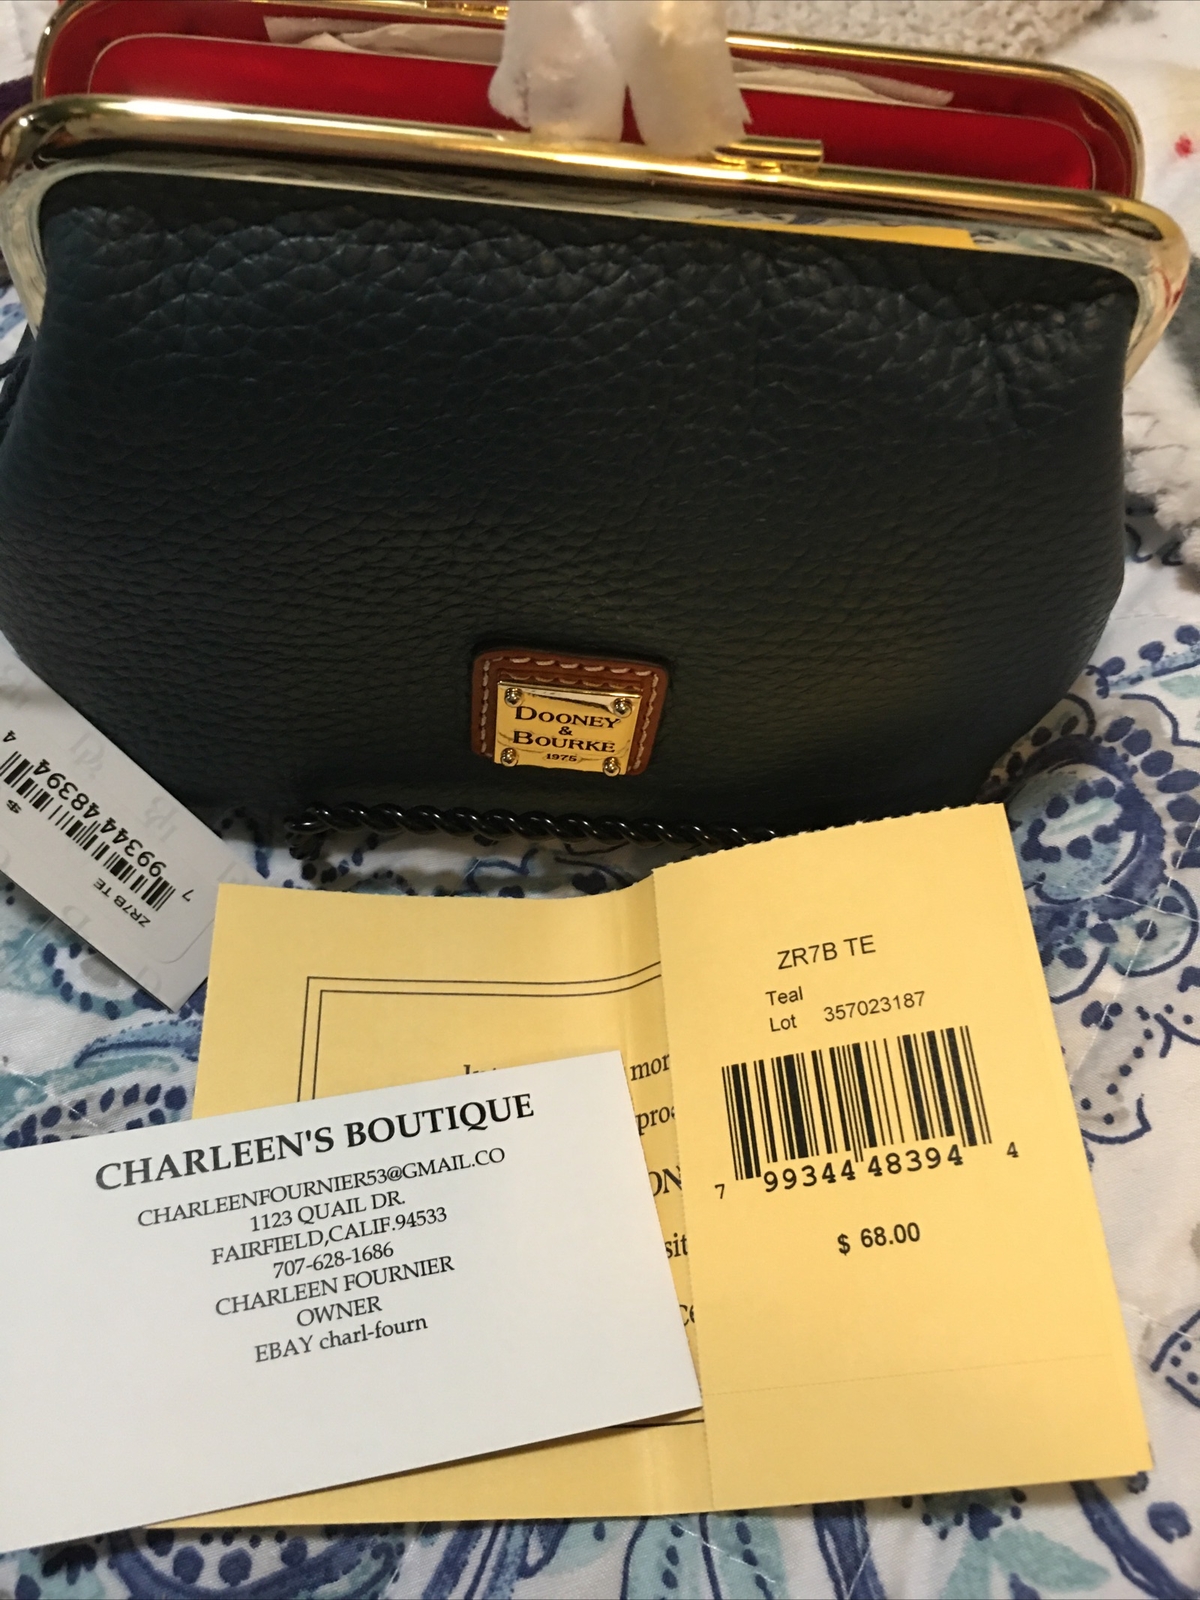 DOONEY
&
BOURKE
1975
7 99344 48394 4
$
ZR7B TE
ZR7B TE
Teal
Lot 357023187
7 99344 48394 4
$ 68.00
CHARLEEN'S BOUTIQUE
CHARLEENFOURNIER53@GMAIL.CO
1123 QUAIL DR.
FAIRFIELD,CALIF.94533
707-628-1686
CHARLEEN FOURNIER
OWNER
EBAY charl-fourn